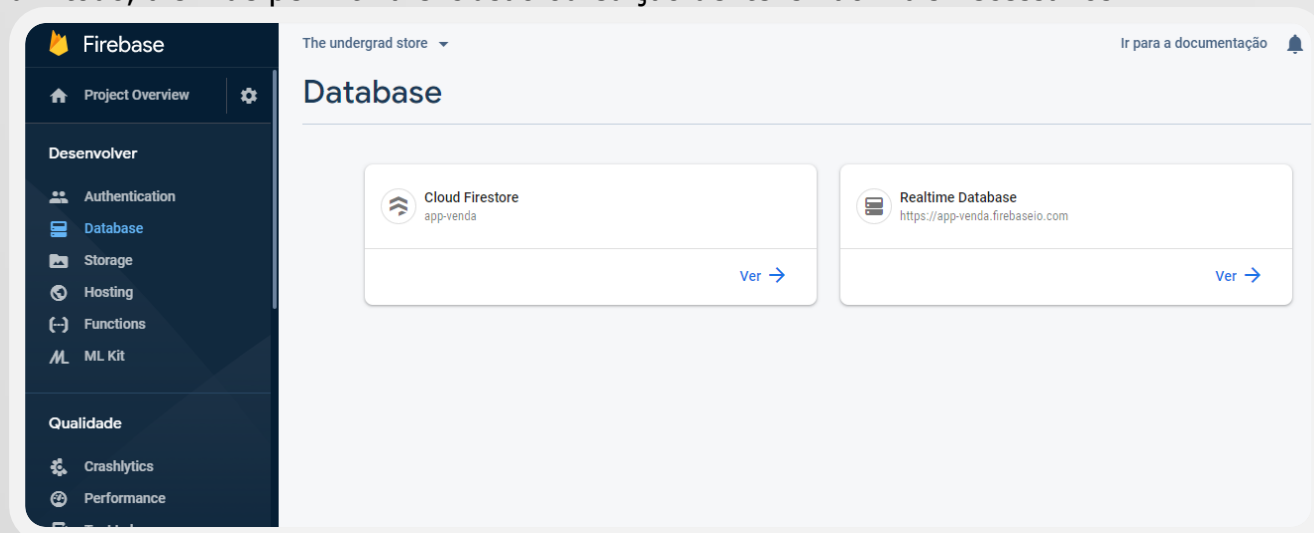 Firebase
The undergrad store
Ir para a documentação
Project Overview
Database
Desenvolver
Authentication
Database
Storage
Hosting
Functions
ML Kit
Cloud Firestore
app-venda
Ver
Realtime Database
https://app-venda.firebaseio.com
Ver
Qualidade
Crashlytics
Performance